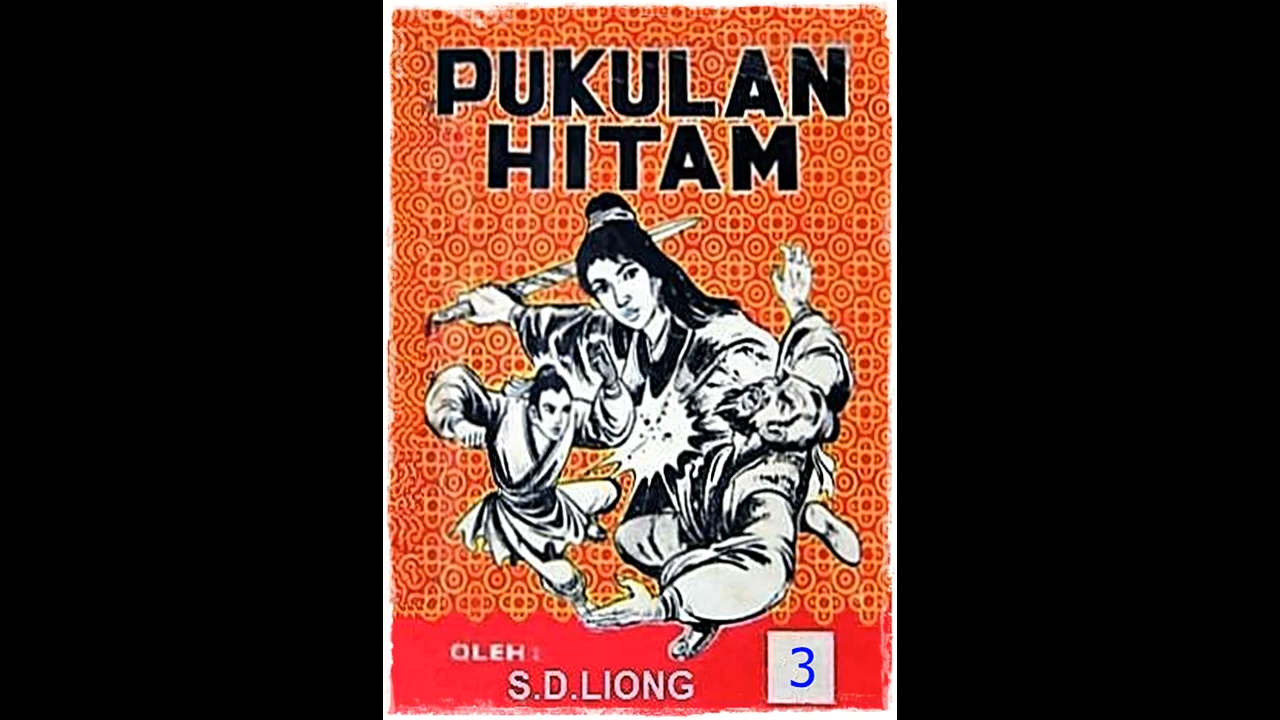 PUKULAN
HITAM
OLEH :
S.D.LIONG
3